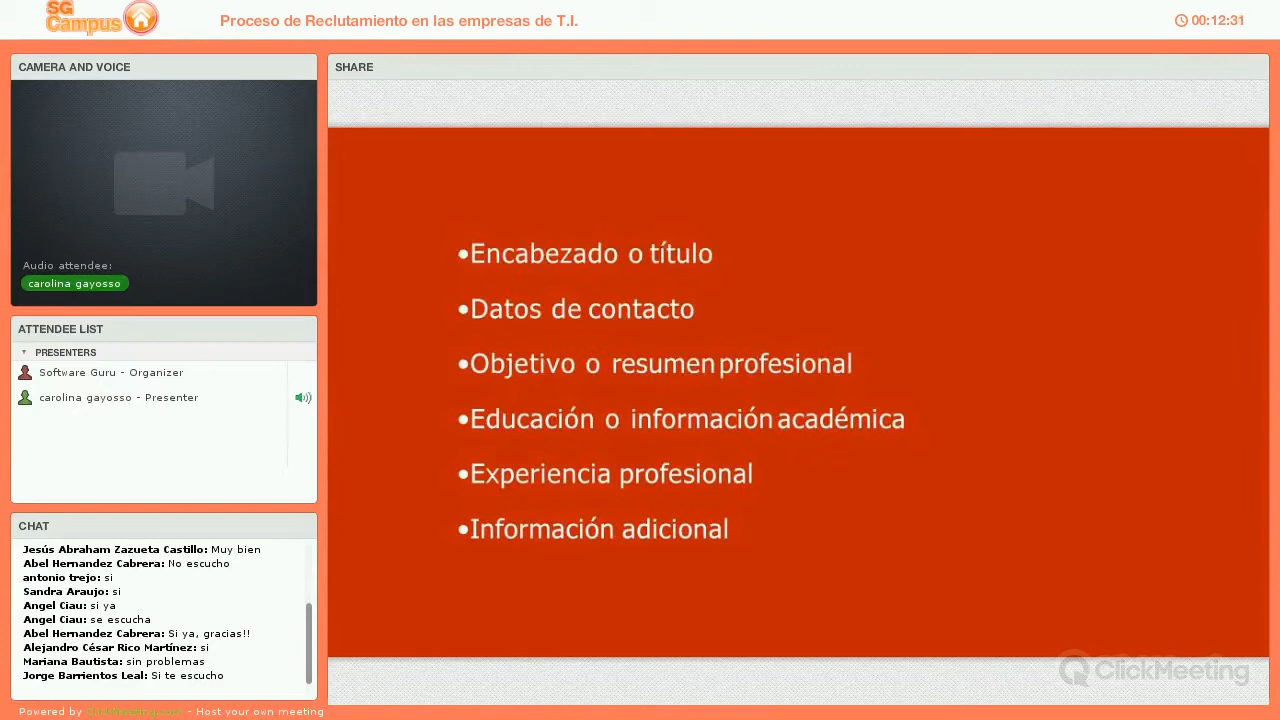 SG
Campus
Proceso de Reclutamiento en las empresas de T.I.
00:12:31
CAMERA AND VOICE
Audio attendee:
carolina gayosso
ATTENDEE LIST
PRESENTERS
Software Guru - Organizer
carolina gayosso - Presenter
CHAT
Jesús Abraham Zazueta Castillo: Muy bien
Abel Hernandez Cabrera: No escucho
antonio trejo: si
Sandra Araujo: si
Angel Ciau: si ya
Angel Ciau: se escucha
Abel Hernandez Cabrera: Si ya, gracias!!
Alejandro César Rico Martínez: si
Mariana Bautista: sin problemas
Jorge Barrientos Leal: Si te escucho
Powered by ClickMeeting.com - Host your own meeting
SHARE
•Encabezado o título
•Datos de contacto
•Objetivo o resumen profesional
•Educación o información académica
•Experiencia profesional
•Información adicional
ClickMeeting